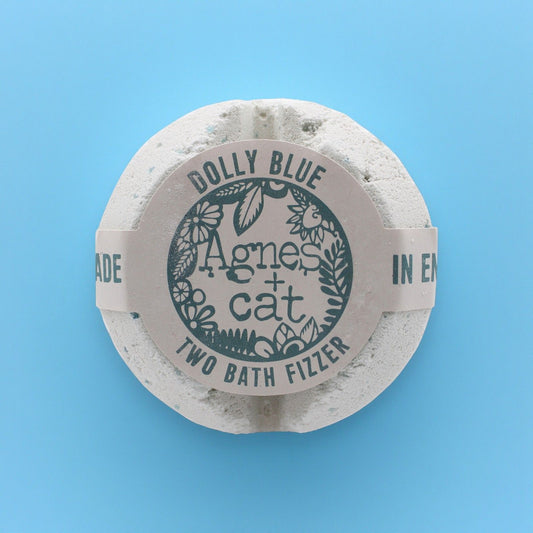 DOLLY BLUE
Agnes
+
cat
TWO BATH FIZZER
ADE
IN EN